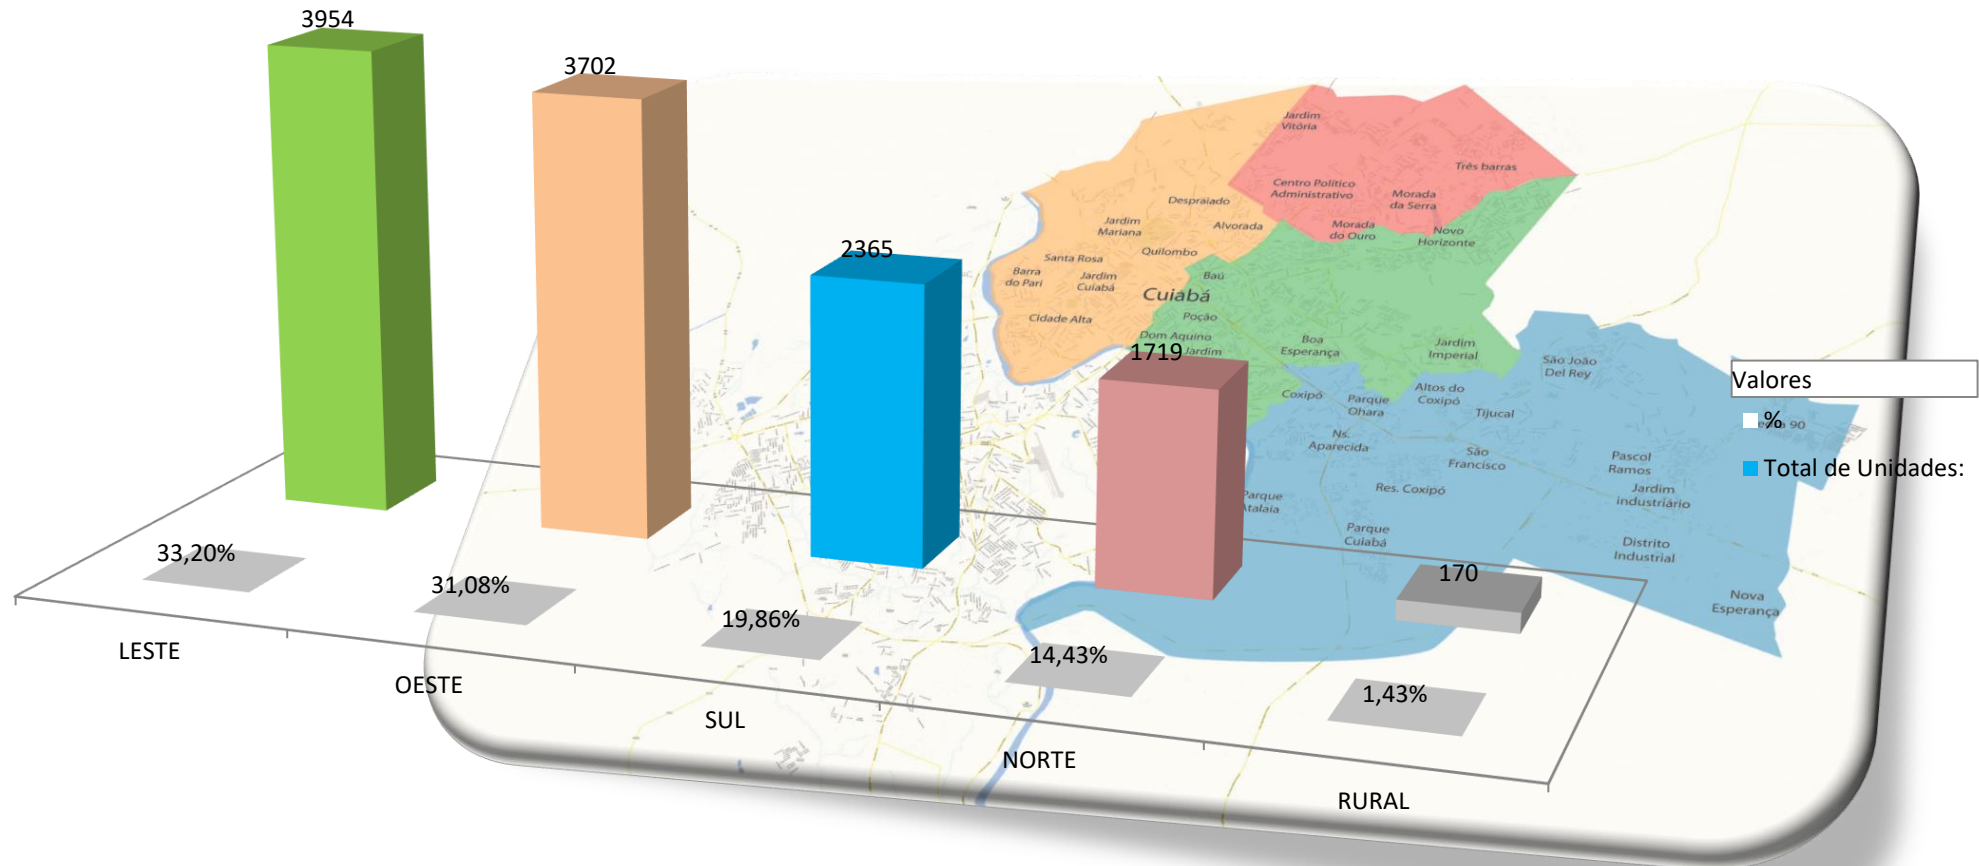 3954
3702
2365
1719
170
33,20%
31,08%
19,86%
14,43%
1,43%
LESTE
OESTE
SUL
NORTE
RURAL
Valores
%
Total de Unidades:
Jardim
Vitória
Três barras
Centro Político
Administrativo
Morada
da Serra
Despraiado
Jardim
Mariana
Alvorada
Morada
do Ouro
Novo
Horizonte
Quilombo
Santa Rosa
Barra
do Pari
Jardim
Cuiabá
Baú
Cuiabá
Cidade Alta
Poção
Dom Aquino
Jardim
Boa
Esperança
Jardim
Imperial
São João
Del Rey
Coxipó
Parque
Ohara
Altos do
Coxipó
Tijucal
90
Ns.
Aparecida
São
Francisco
Pascol
Ramos
Res. Coxipó
Jardim
industriário
Parque
Atalaia
Parque
Cuiabá
Distrito
Industrial
Nova
Esperança